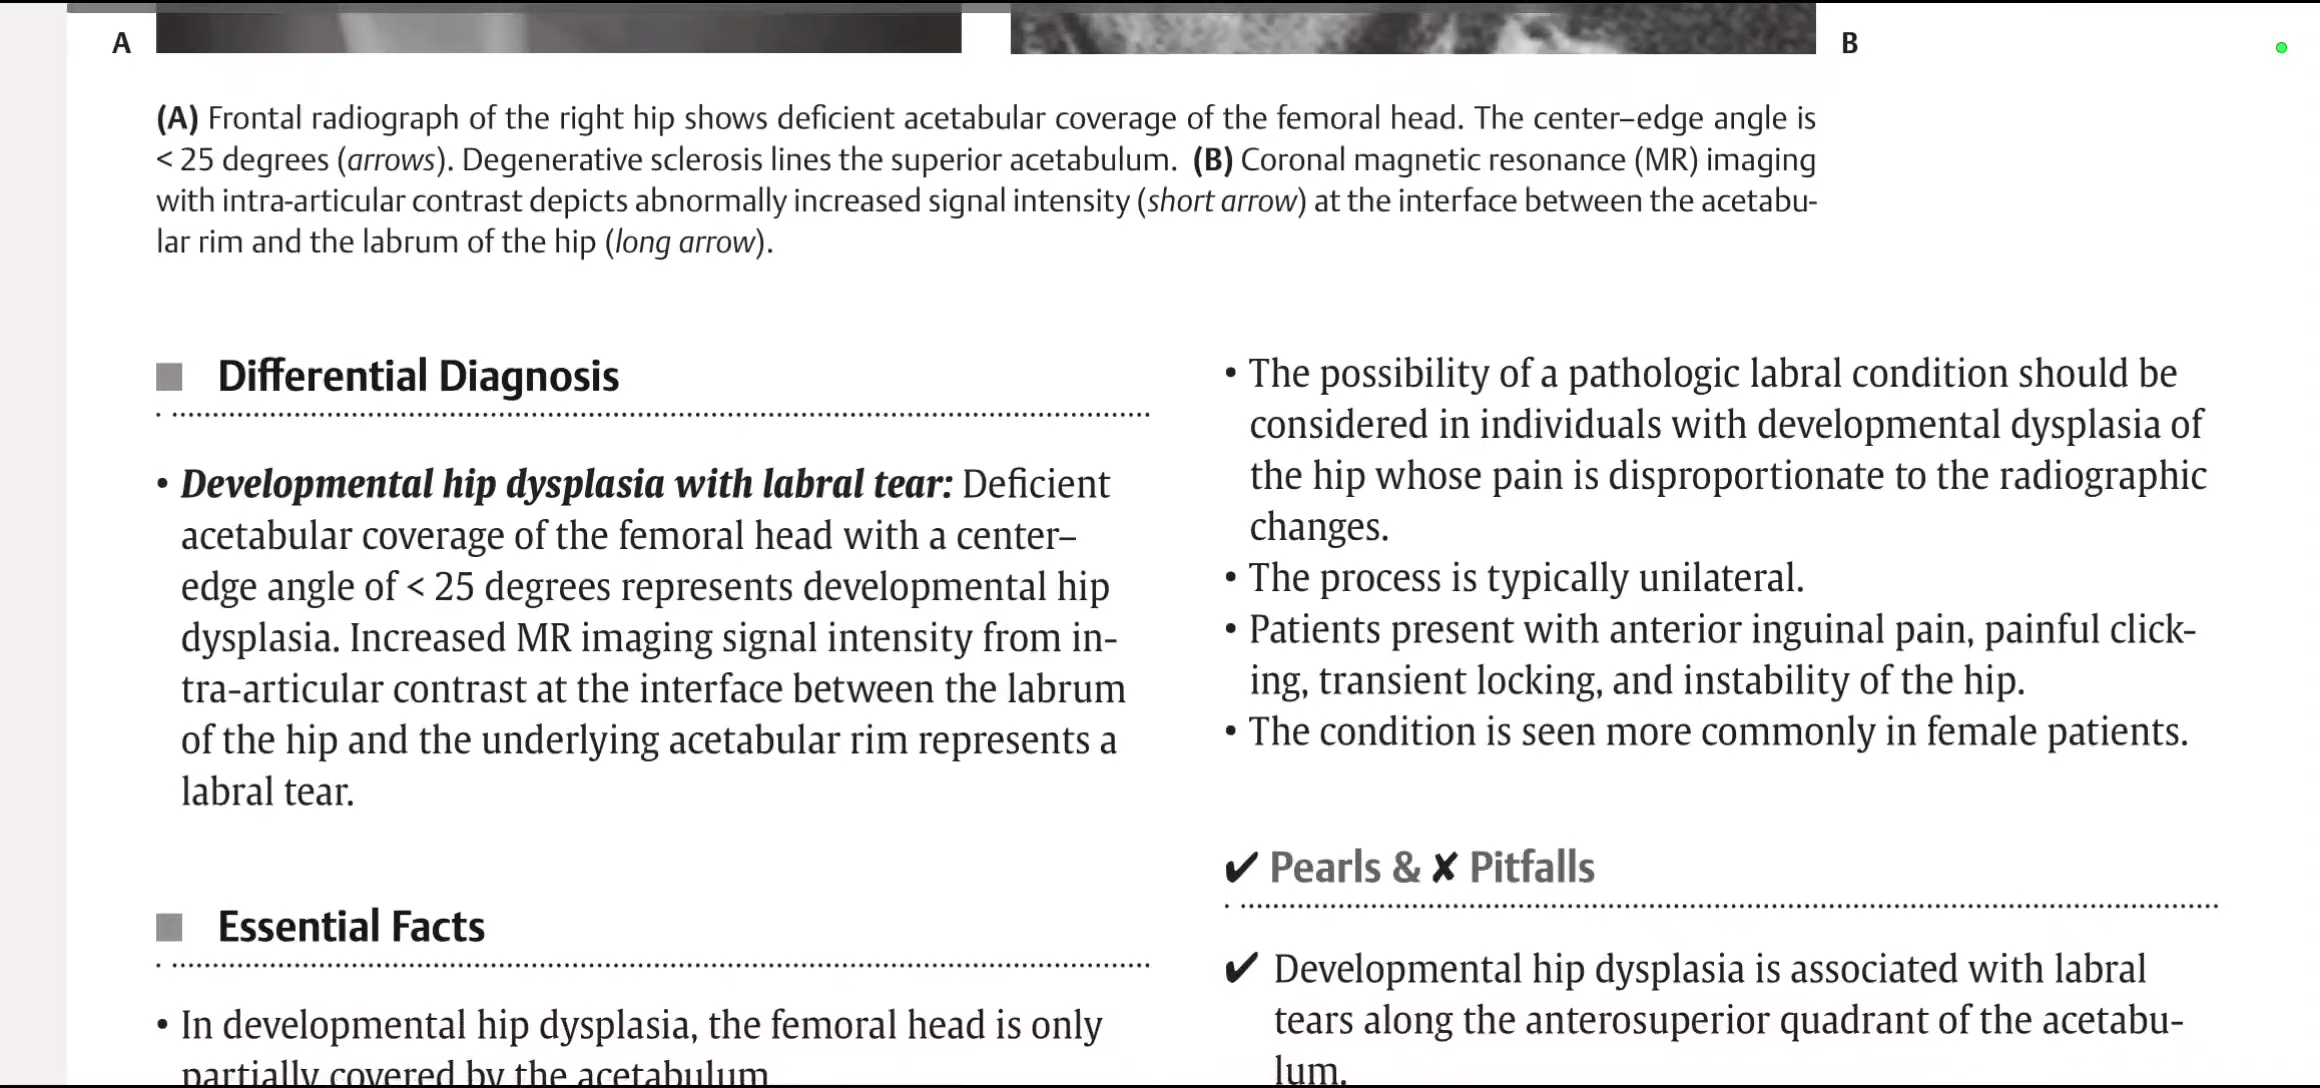 A
B
(A) Frontal radiograph of the right hip shows deficient acetabular coverage of the femoral head. The center–edge angle is
< 25 degrees (arrows). Degenerative sclerosis lines the superior acetabulum. (B) Coronal magnetic resonance (MR) imaging
with intra-articular contrast depicts abnormally increased signal intensity (short arrow) at the interface between the acetabu-
lar rim and the labrum of the hip (long arrow).
■ Differential Diagnosis
• Developmental hip dysplasia with labral tear: Deficient
acetabular coverage of the femoral head with a center–
edge angle of < 25 degrees represents developmental hip
dysplasia. Increased MR imaging signal intensity from in-
tra-articular contrast at the interface between the labrum
of the hip and the underlying acetabular rim represents a
labral tear.
■ Essential Facts
• In developmental hip dysplasia, the femoral head is only
partially covered by the acetabulum
• The possibility of a pathologic labral condition should be
considered in individuals with developmental dysplasia of
the hip whose pain is disproportionate to the radiographic
changes.
• The process is typically unilateral.
• Patients present with anterior inguinal pain, painful click-
ing, transient locking, and instability of the hip.
• The condition is seen more commonly in female patients.
✔ Pearls & ✘ Pitfalls
✔ Developmental hip dysplasia is associated with labral
tears along the anterosuperior quadrant of the acetabu-
lum.